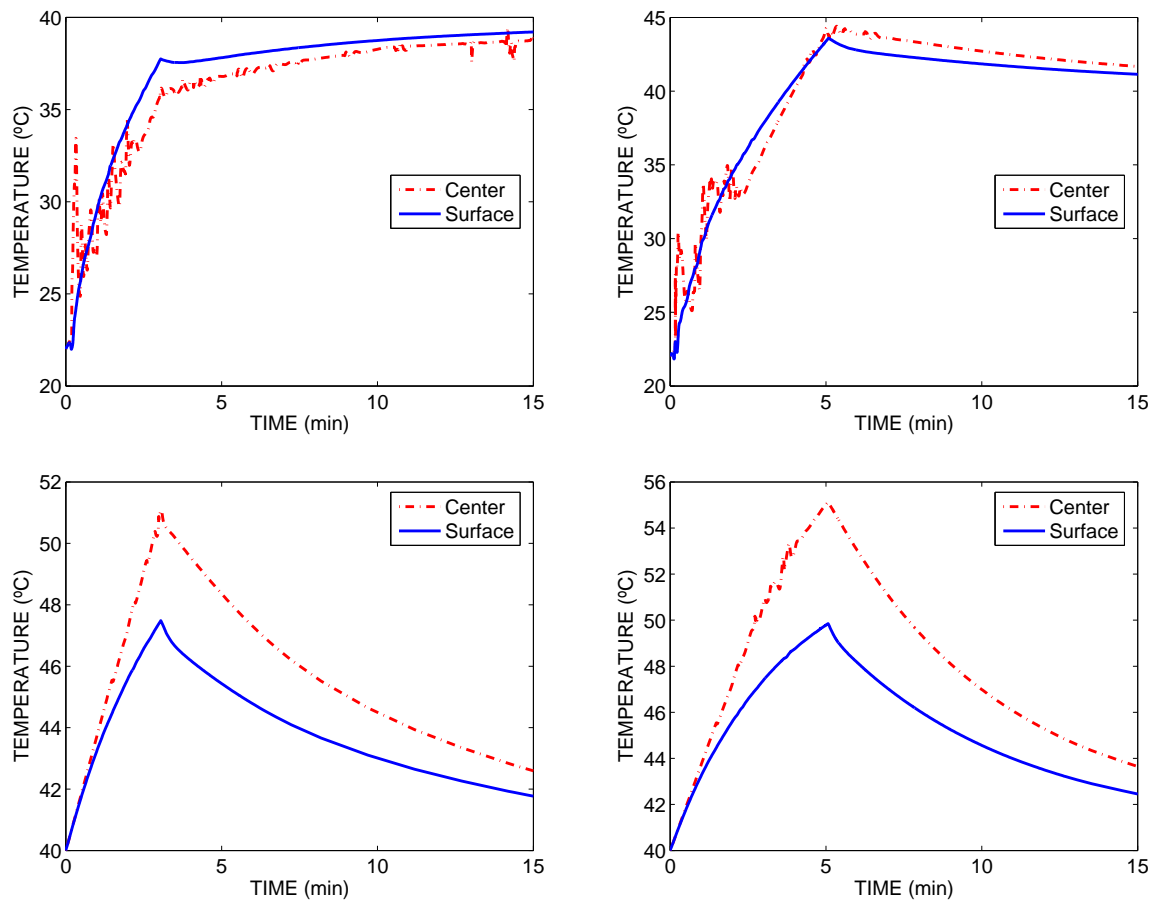 TEMPERATURE (ºC)
40
35
30
25
20
0
5
10
15
TIME (min)
Center
Surface
TEMPERATURE (ºC)
45
40
35
30
25
20
0
5
10
15
TIME (min)
Center
Surface
TEMPERATURE (ºC)
52
50
48
46
44
42
40
0
5
10
15
TIME (min)
Center
Surface
TEMPERATURE (ºC)
56
54
52
50
48
46
44
42
40
0
5
10
15
TIME (min)
Center
Surface